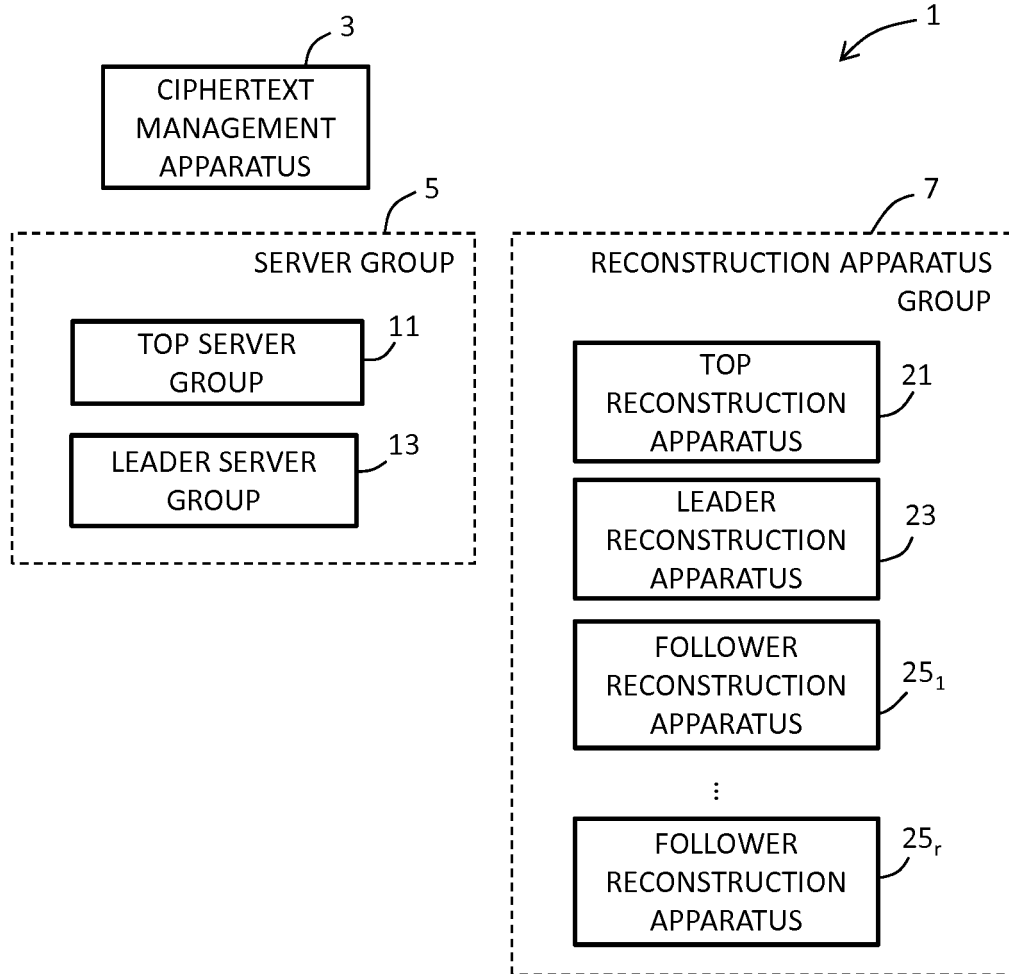 1
3
CIPHERTEXT
MANAGEMENT
APPARATUS
5
SERVER GROUP
TOP SERVER
GROUP
11
LEADER SERVER
GROUP
13
7
RECONSTRUCTION APPARATUS
GROUP
TOP
RECONSTRUCTION
APPARATUS
21
LEADER
RECONSTRUCTION
APPARATUS
23
FOLLOWER
RECONSTRUCTION
APPARATUS
25₁
⋮
FOLLOWER
RECONSTRUCTION
APPARATUS
25ᵣ